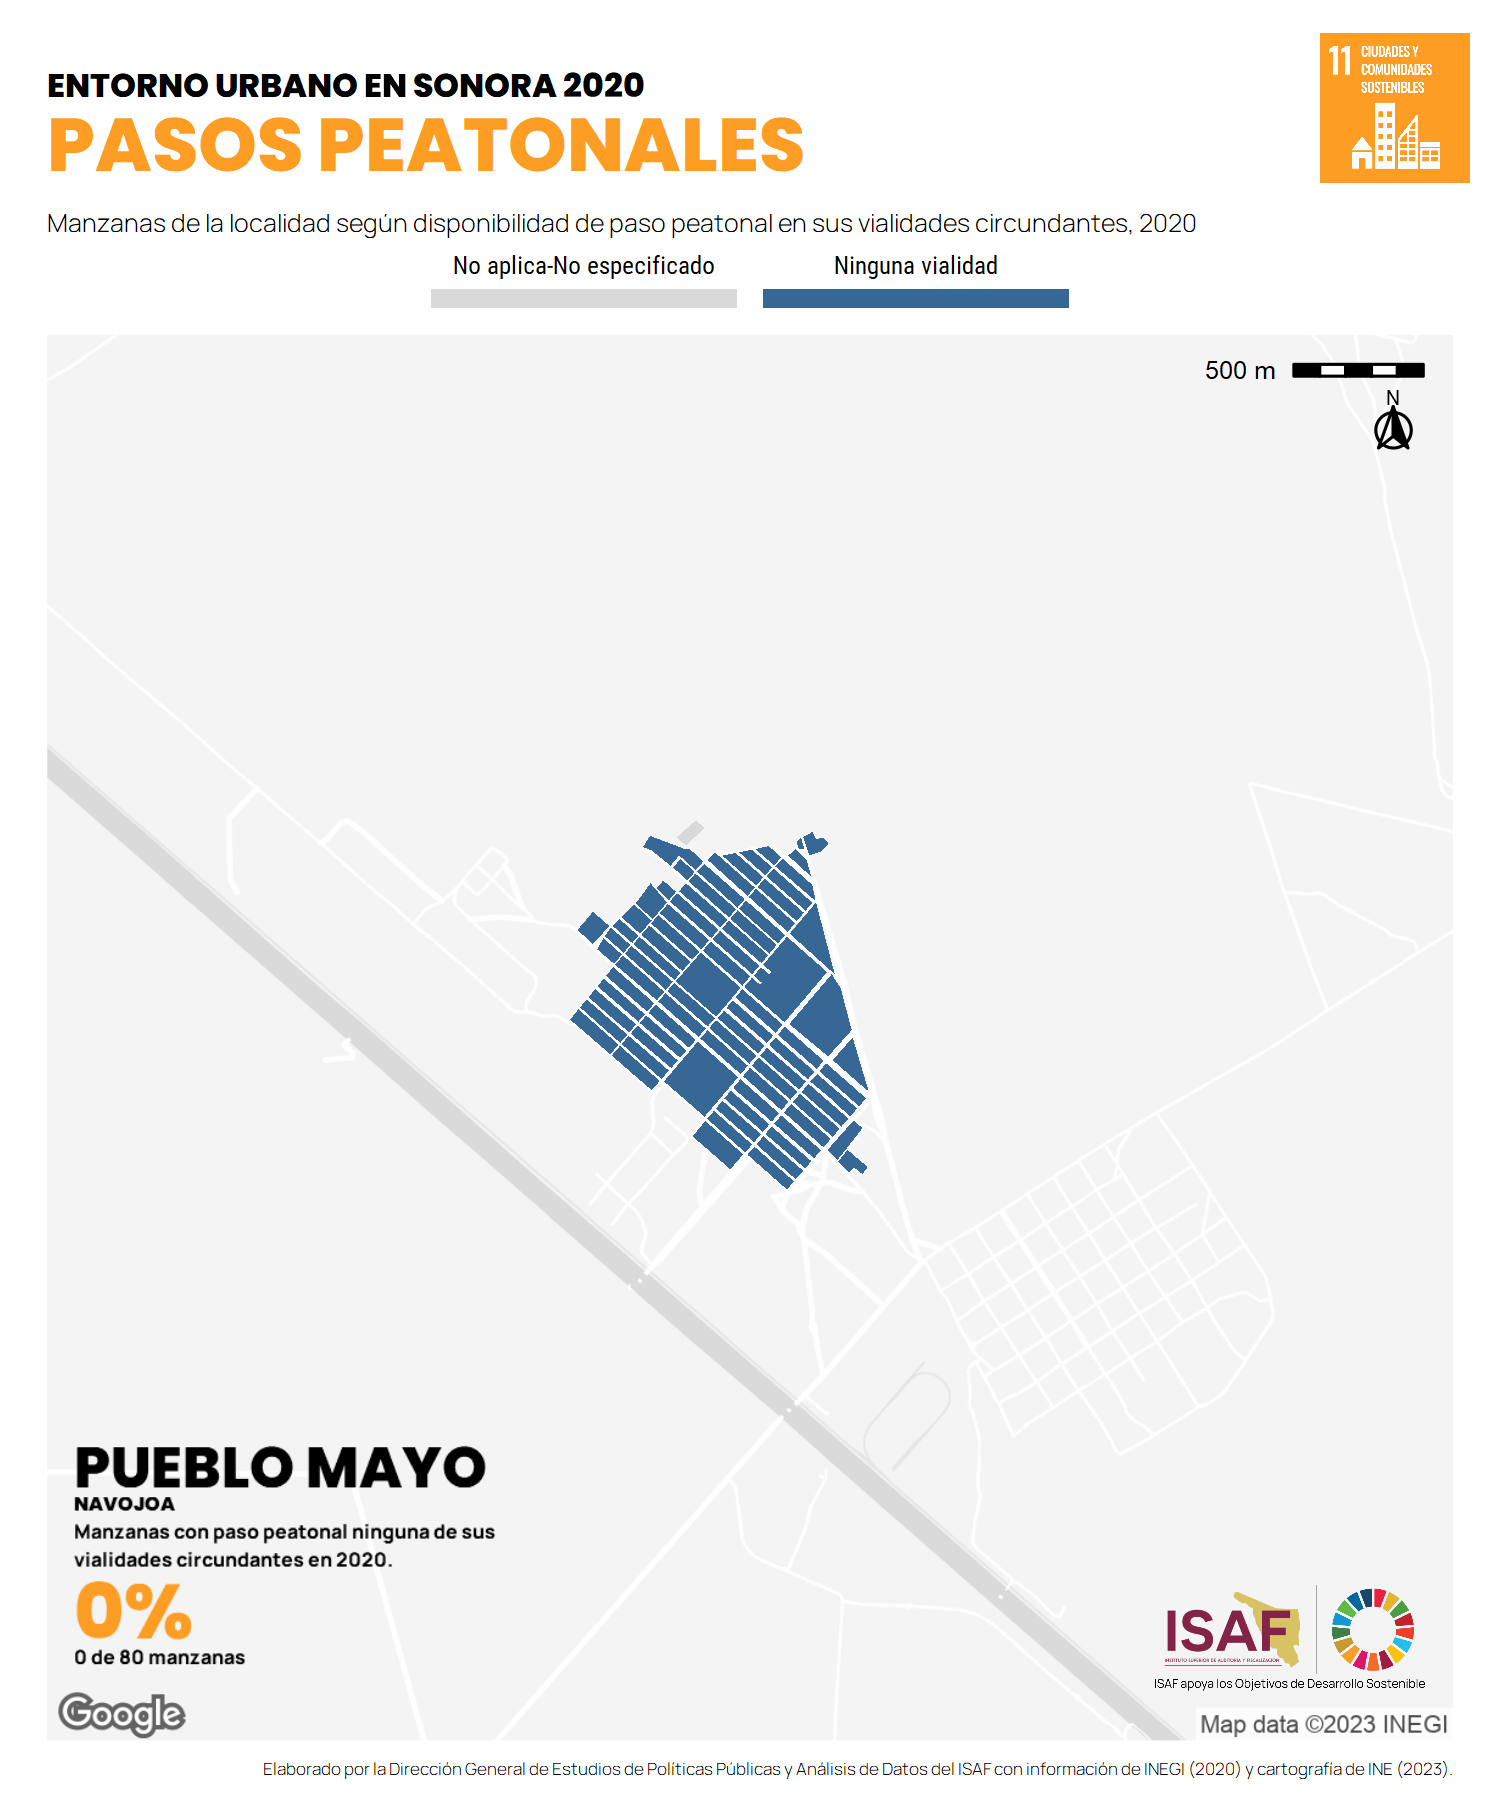 ENTORNO URBANO EN SONORA 2020
PASOS PEATONALES
11 CIUDADES Y
COMUNIDADES
SOSTENIBLES
Manzanas de la localidad según disponibilidad de paso peatonal en sus vialidades circundantes, 2020
No aplica-No especificado
Ninguna vialidad
500 m
N
PUEBLO MAYO
NAVOJOA
Manzanas con paso peatonal ninguna de sus
vialidades circundantes en 2020.
0%
0 de 80 manzanas
ISAF
INSTITUTO SUPERIOR DE AUDITORÍA Y FISCALIZACIÓN
ISAF apoya los Objetivos de Desarrollo Sostenible
Google
Map data ©2023 INEGI
Elaborado por la Dirección General de Estudios de Políticas Públicas y Análisis de Datos del ISAF con información de INEGI (2020) y cartografía de INE (2023).